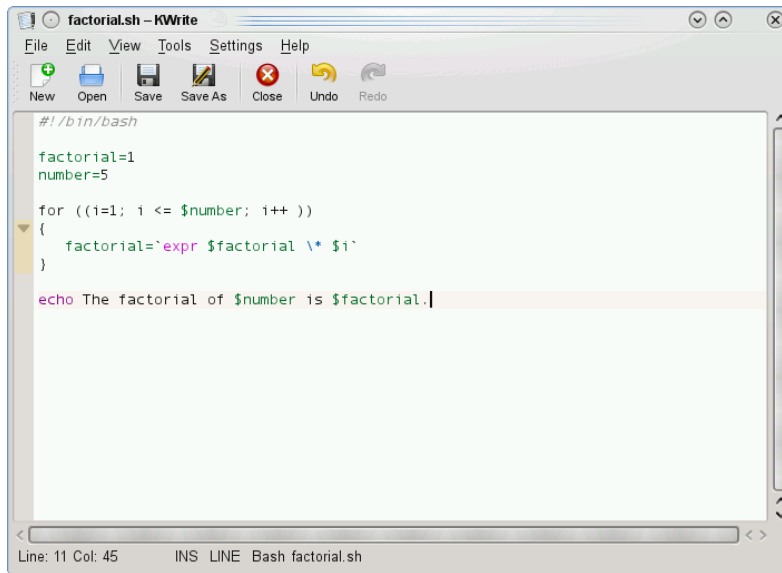 factorial.sh – KWrite
File Edit View Tools Settings Help
New Open Save Save As Close Undo Redo
#!/bin/bash
factorial=1
number=5
for ((i=1; i <= $number; i++ ))
{
factorial=`expr $factorial \* $i`
}
echo The factorial of $number is $factorial.
Line: 11 Col: 45 INS LINE Bash factorial.sh